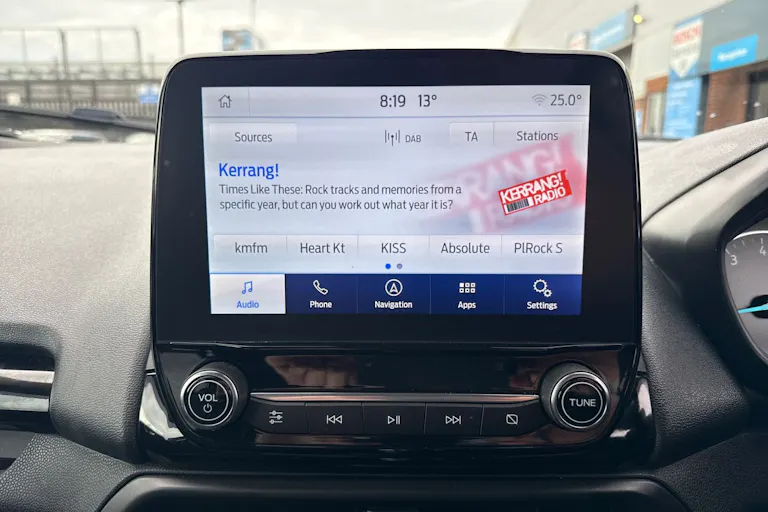 8:19 13° 25.0°
Sources DAB TA Stations
Kerrang!
Times Like These: Rock tracks and memories from a
specific year, but can you work out what year it is?
KERRANG!
RADIO
kmfm Heart Kt KISS Absolute PlRock S
Audio Phone Navigation Apps Settings
VOL TUNE
3
4